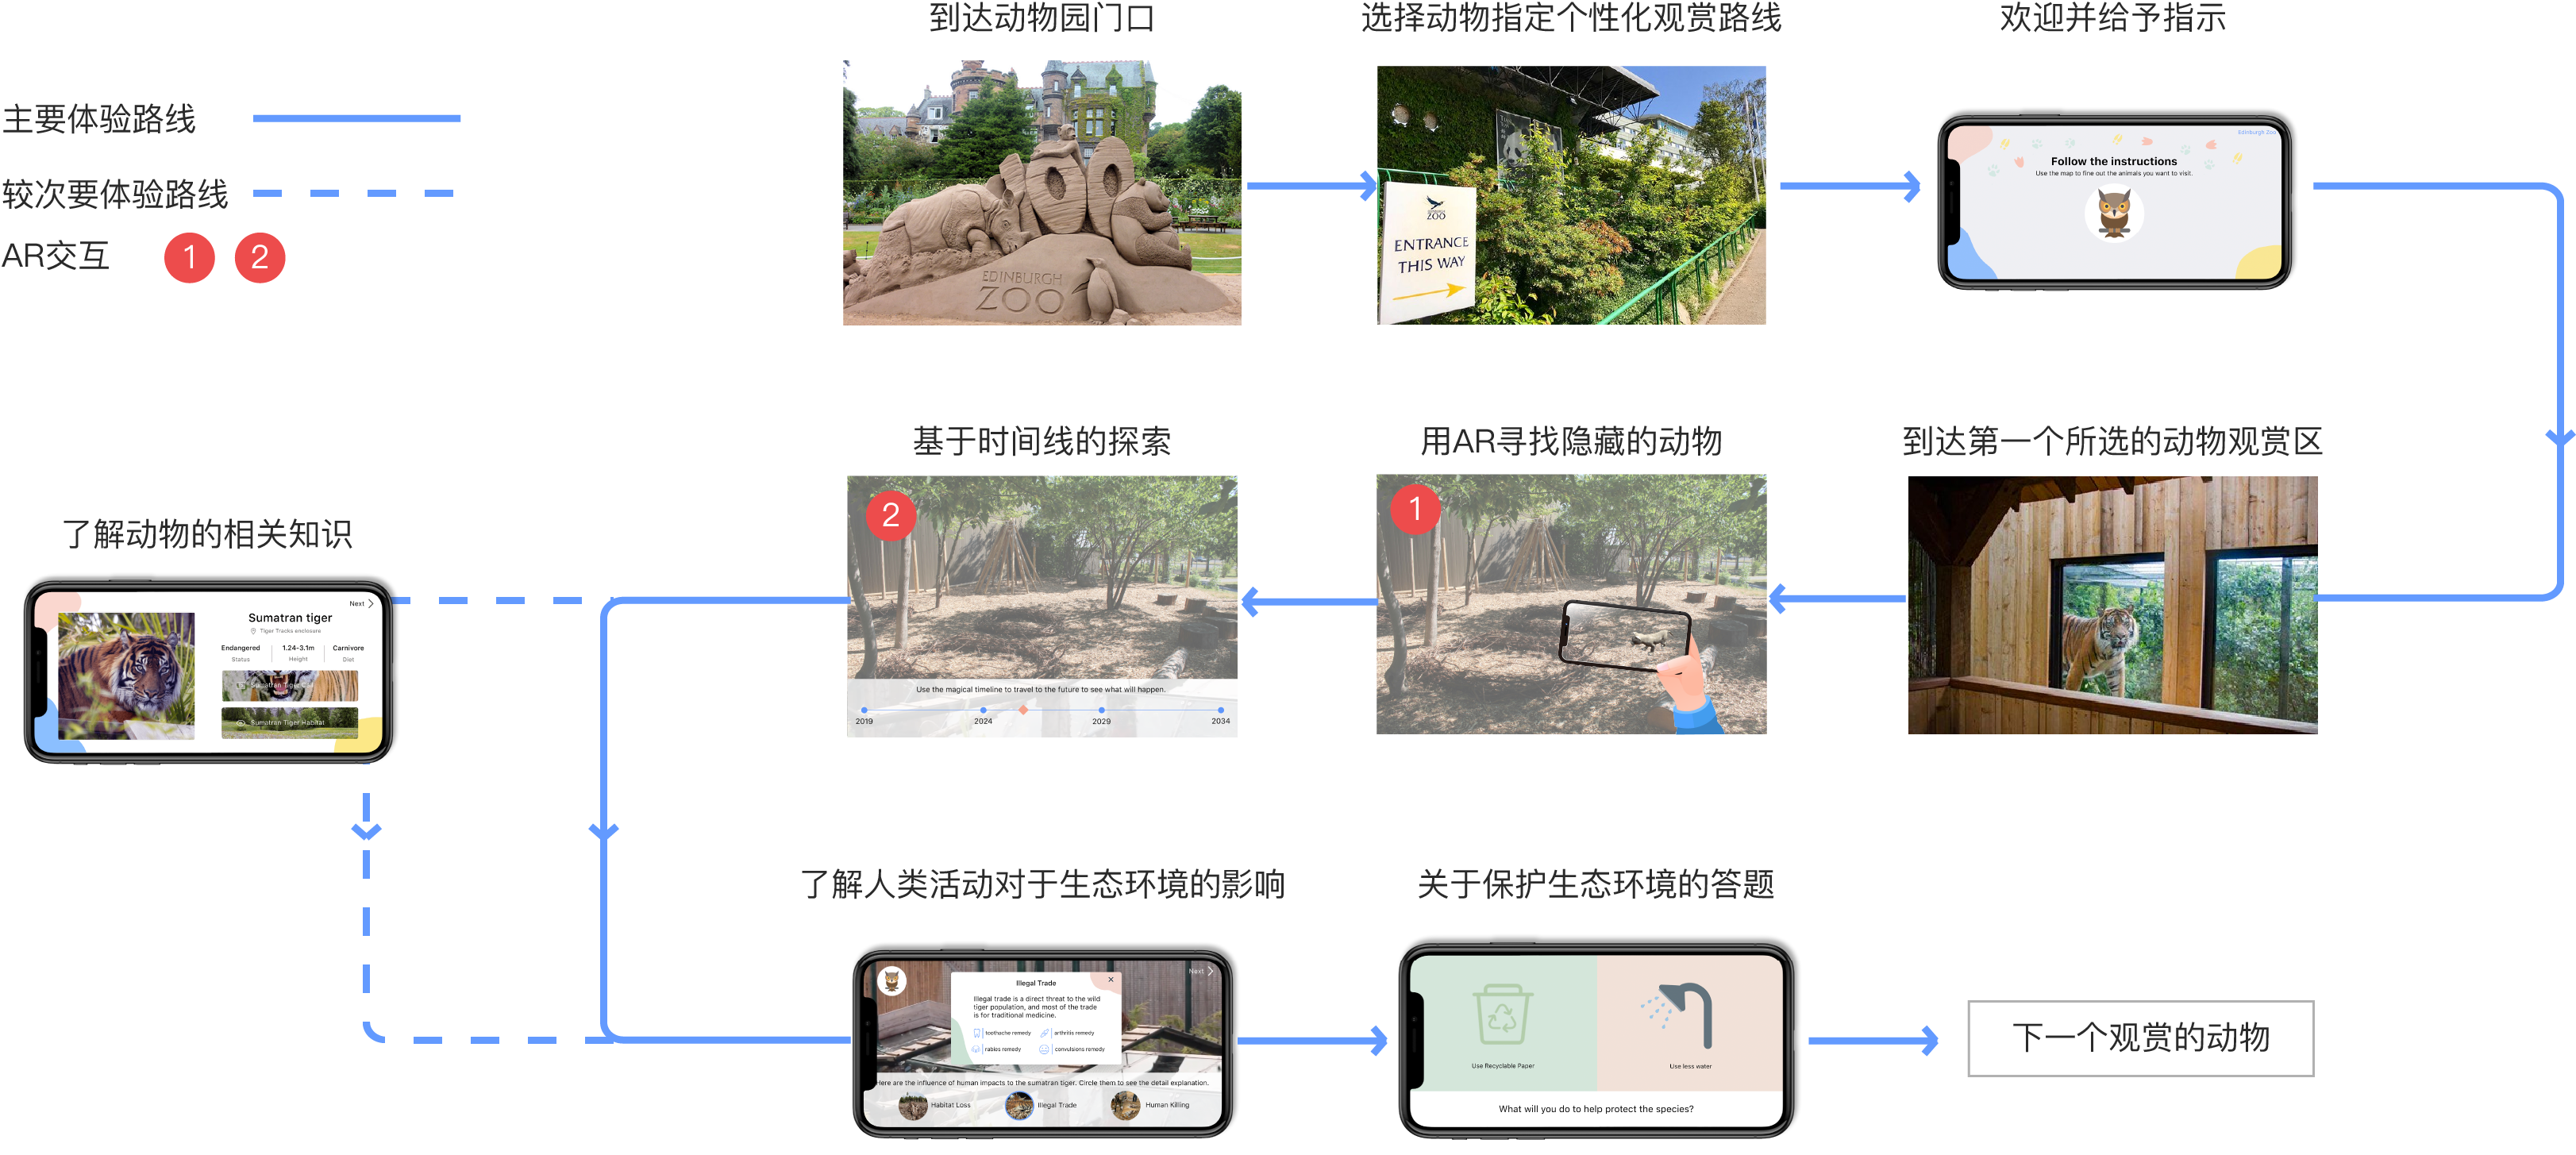 到达动物园门口
选择动物指定个性化观赏路线
欢迎并给予指示
主要体验路线
较次要体验路线
AR交互
1
2
EDINBURGH
ZOO
ZOO
ENTRANCE
THIS WAY
Edinburgh Zoo
Follow the instructions
Use the map to fine out the animals you want to visit.
基于时间线的探索
用AR寻找隐藏的动物
到达第一个所选的动物观赏区
2
1
Use the magical timeline to travel to the future to see what will happen.
2019
2024
2029
2034
了解动物的相关知识
Next
Sumatran tiger
Tiger Tracks enclosure
Endangered
1.24-3.1m
Carnivore
Status
Height
Diat
Sumatran Tiger
Sumatran Tiger Habitat
了解人类活动对于生态环境的影响
关于保护生态环境的答题
Next
Illegal Trade
Illegal trade is a direct threat to the wild
tiger population, and most of the trade
is for traditional medicine.
toothache remedy
arthritis remedy
rabies remedy
convulsions remedy
Here are the influence of human impacts to the sumatran tiger. Circle them to see the detail explanation.
Habitat Loss
Illegal Trade
Human Killing
Use Recyclable Paper
Use less water
What will you do to help protect the species?
下一个观赏的动物